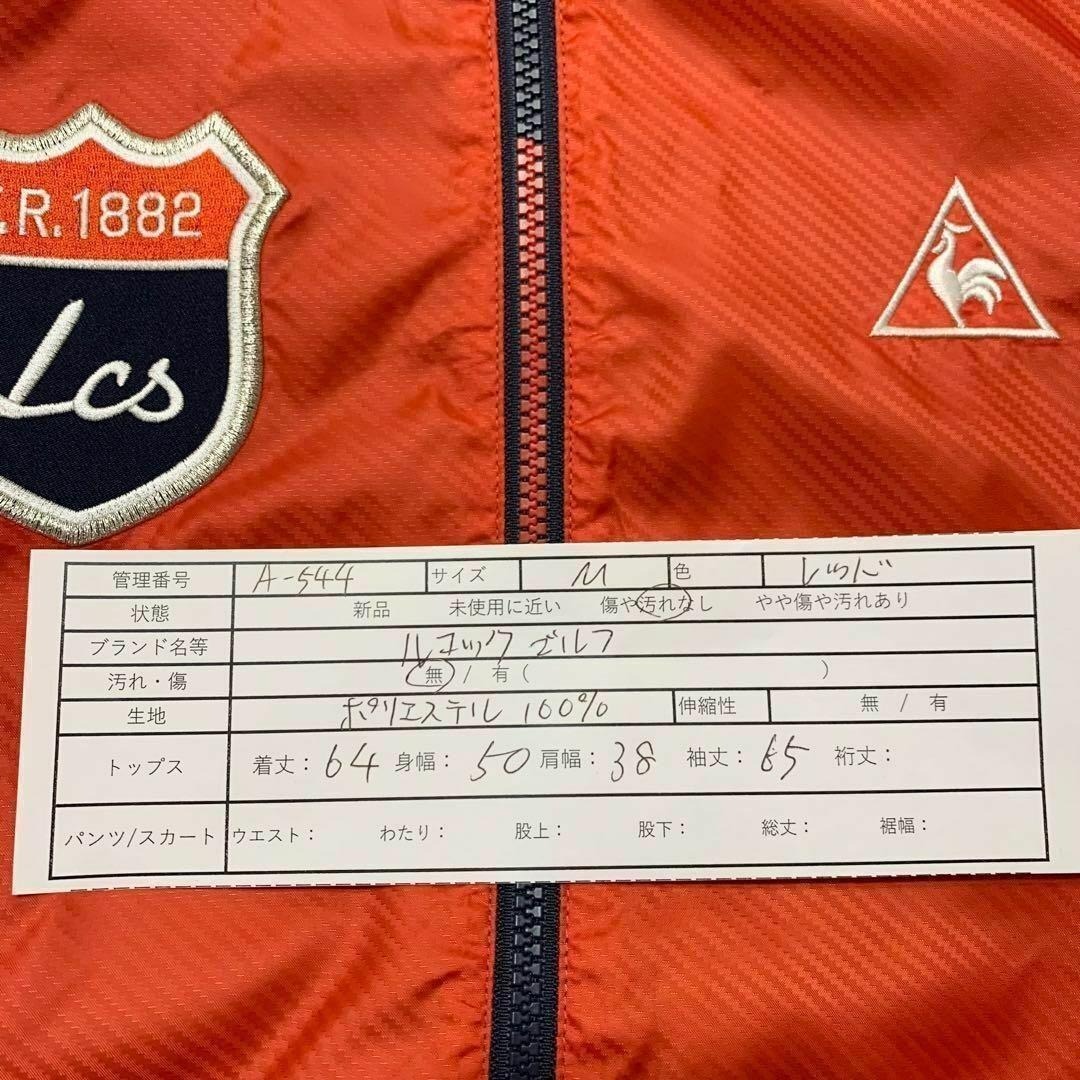 .R.1882
Lcs
管理番号 A-544 サイズ M 色 レッド
状態 新品 未使用に近い 傷や汚れなし やや傷や汚れあり
ブランド名等 ルコックゴルフ
汚れ・傷 無 / 有 ( )
生地 ポリエステル 100% 伸縮性 無 / 有
トップス 着丈: 64 身幅: 50 肩幅: 38 袖丈: 65 裄丈:
パンツ/スカート ウエスト: わたり: 股上: 股下: 総丈: 裾幅: